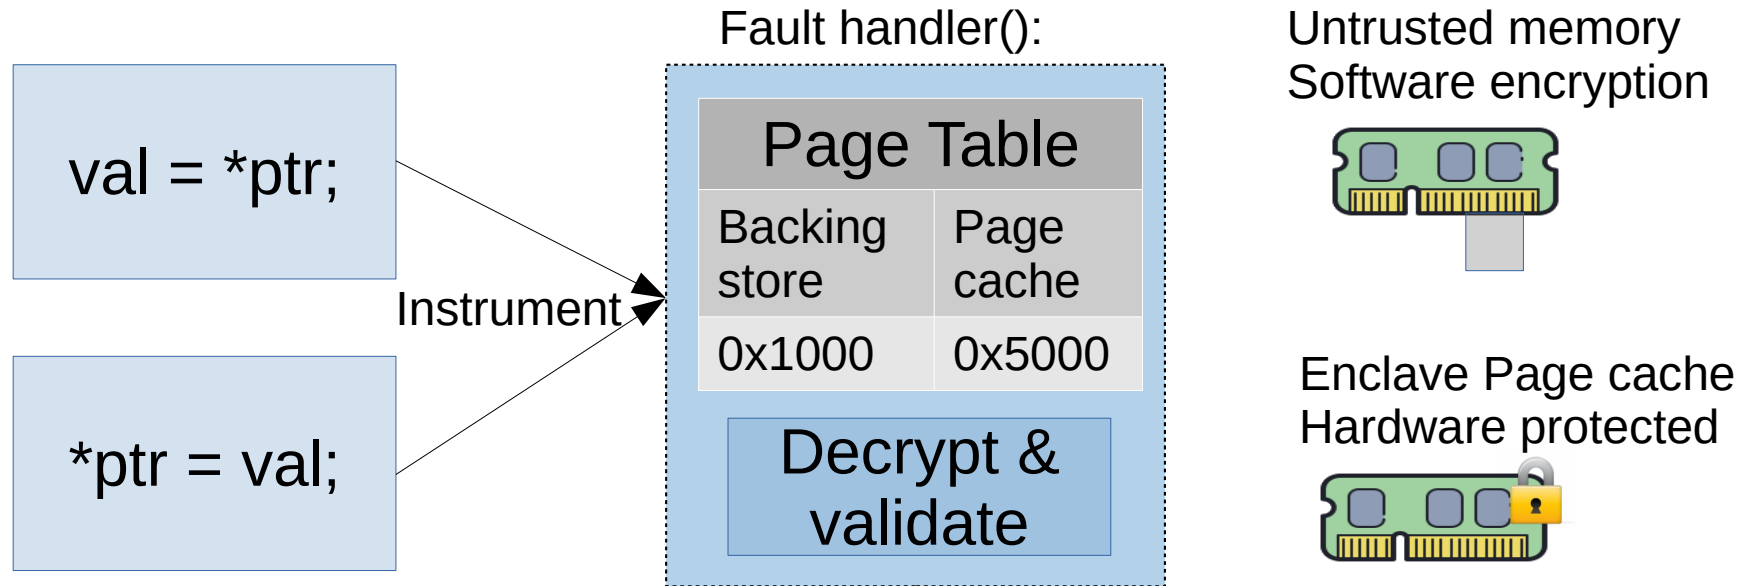 val = *ptr;
*ptr = val;
Instrument
Fault handler():
Page Table
Backing
store
Page
cache
0x1000
0x5000
Decrypt &
validate
Untrusted memory
Software encryption
Enclave Page cache
Hardware protected